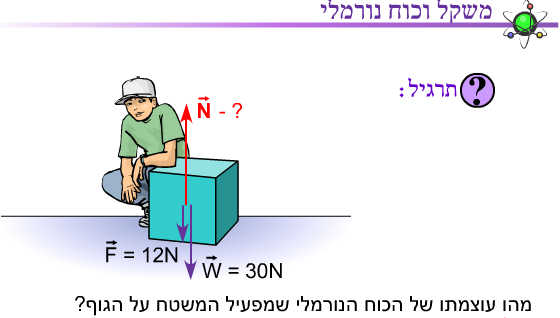 משקל וכוח נורמלי
? תרגיל:
N - ?
F = 12N
W = 30N
מהו עוצמתו של הכוח הנורמלי שמפעיל המשטח על הגוף?